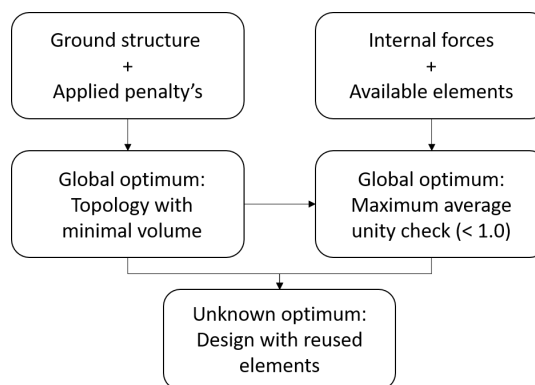 Ground structure
+
Applied penalty's
Internal forces
+
Available elements
Global optimum:
Topology with
minimal volume
Global optimum:
Maximum average
unity check (< 1.0)
Unknown optimum:
Design with reused
elements